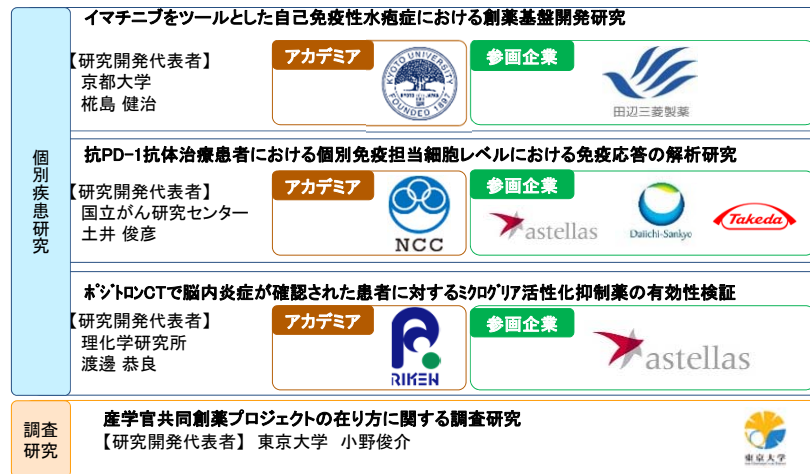 イマチニブをツールとした自己免疫性水疱症における創薬基盤開発研究
【研究開発代表者】
京都大学
椛島 健治
アカデミア
KYOTO UNIVERSITY
FOUNDED 1897
参画企業
田辺三菱製薬
個別疾患研究
抗PD-1抗体治療患者における個別免疫担当細胞レベルにおける免疫応答の解析研究
【研究開発代表者】
国立がん研究センター
土井 俊彦
アカデミア
NCC
参画企業
astellas
Daiichi-Sankyo
Takeda
ﾎﾟｼﾞﾄﾛﾝCTで脳内炎症が確認された患者に対するﾐｸﾛｸﾞﾘｱ活性化抑制薬の有効性検証
【研究開発代表者】
理化学研究所
渡邊 恭良
アカデミア
RIKEN
参画企業
astellas
調査
研究
産学官共同創薬プロジェクトの在り方に関する調査研究
【研究開発代表者】 東京大学 小野俊介
東京大学